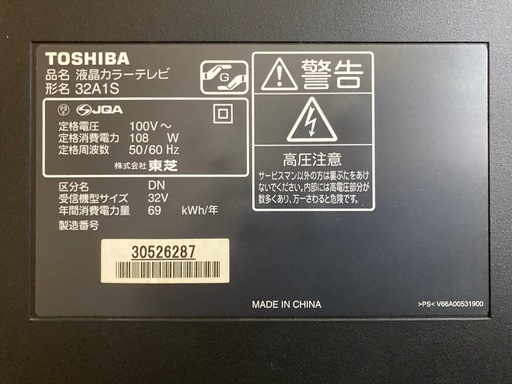 TOSHIBA
品名 液晶カラーテレビ
形名 32A1S
G
JQA
定格電圧 100V～
定格消費電力 108 W
定格周波数 50/60 Hz
株式会社 東芝
区分名 DN
受信機型サイズ 32V
年間消費電力量 69 kWh/年
製造番号
30526287
警告
高圧注意
サービスマン以外の方は裏ぶたをあけ
ないでください。内部には高電圧部分が
数多くあり、万一さわると危険です。
MADE IN CHINA
>PS< V66A00531900